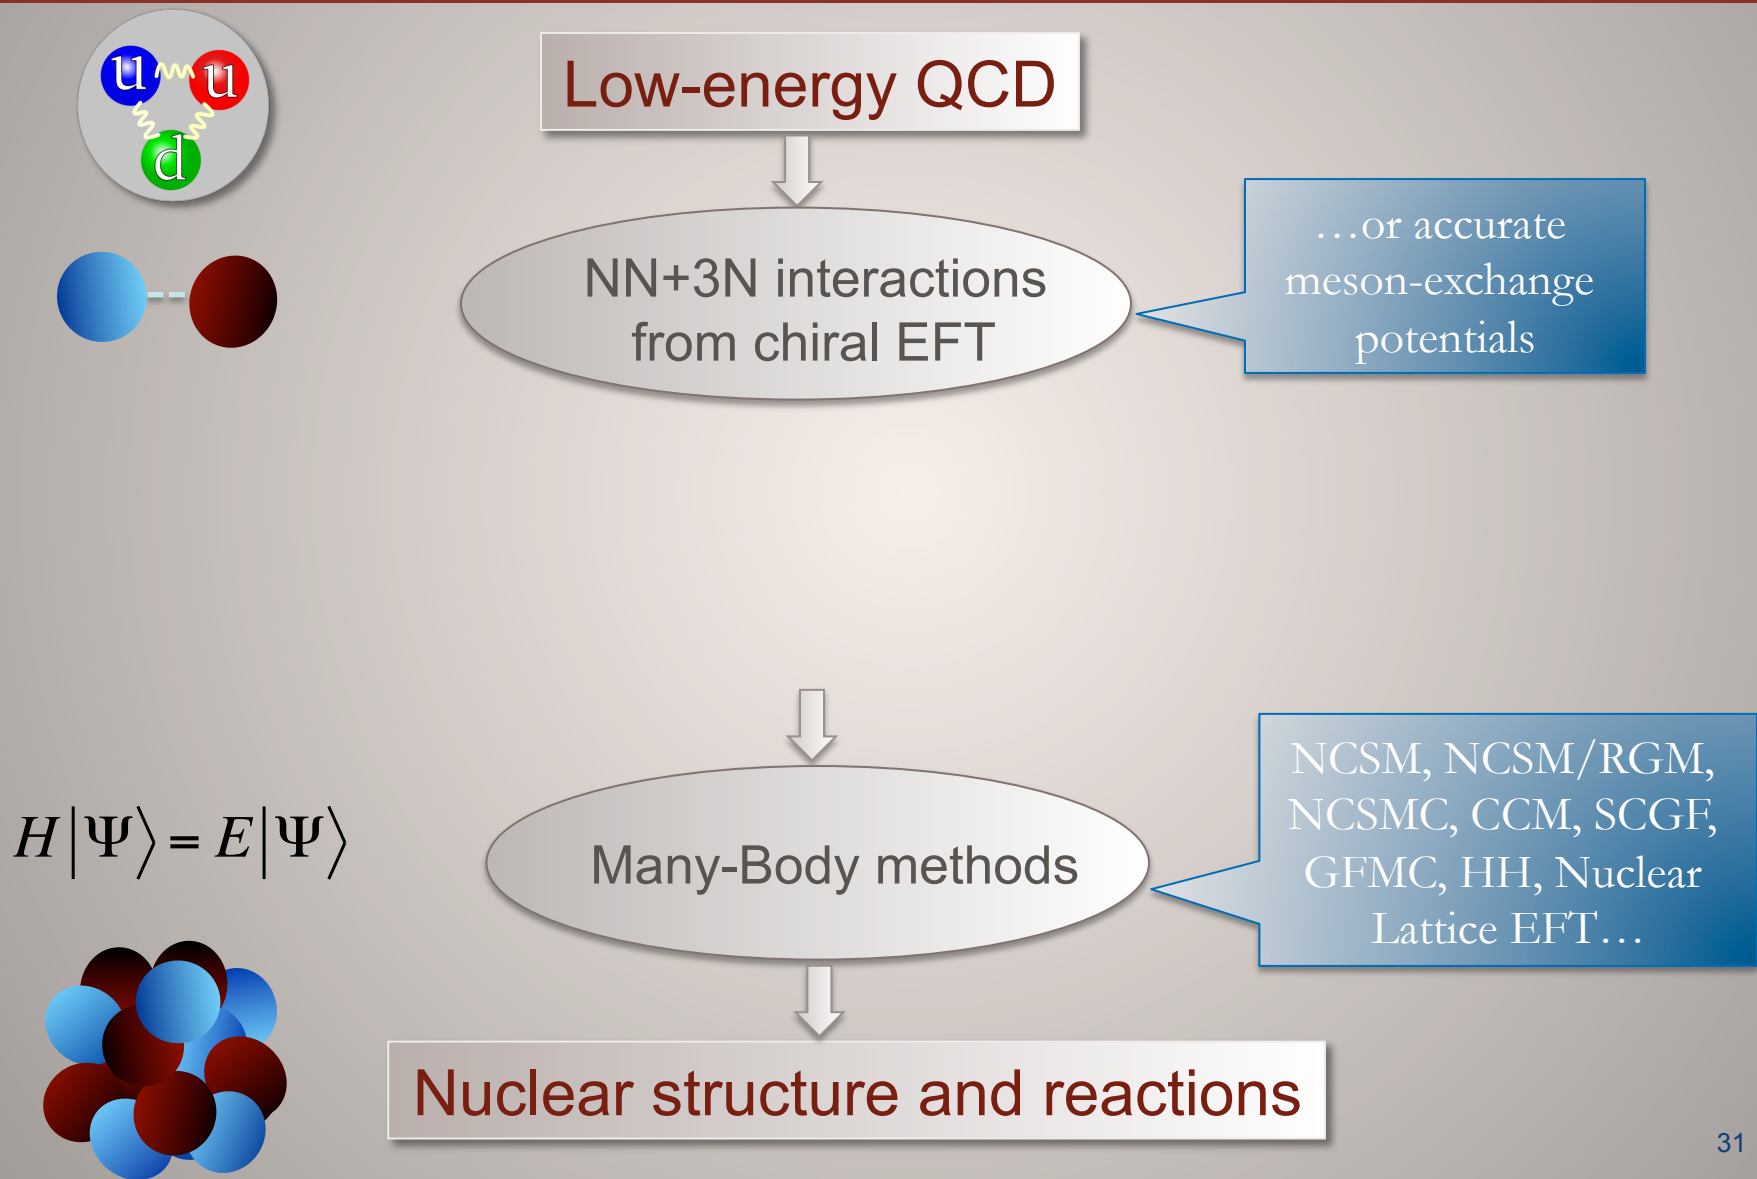 u u
d
Low-energy QCD
NN+3N interactions
from chiral EFT
…or accurate
meson-exchange
potentials
H|Ψ⟩ = E|Ψ⟩
Many-Body methods
NCSM, NCSM/RGM,
NCSMC, CCM, SCGF,
GFMC, HH, Nuclear
Lattice EFT…
Nuclear structure and reactions
31